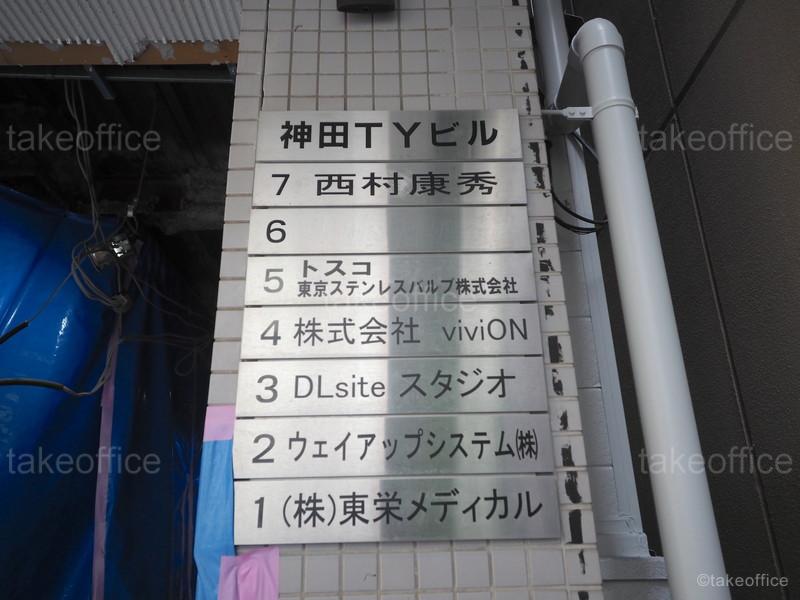 神田TYビル
7 西村康秀
6
5 トスコ
東京ステンレスバルブ株式会社
4 株式会社 viviON
3 DLsite スタジオ
2 ウェイアップシステム㈱
1 (株)東栄メディカル
takeoffice
takeoffice
takeoffice
takeoffice
takeoffice
©takeoffice